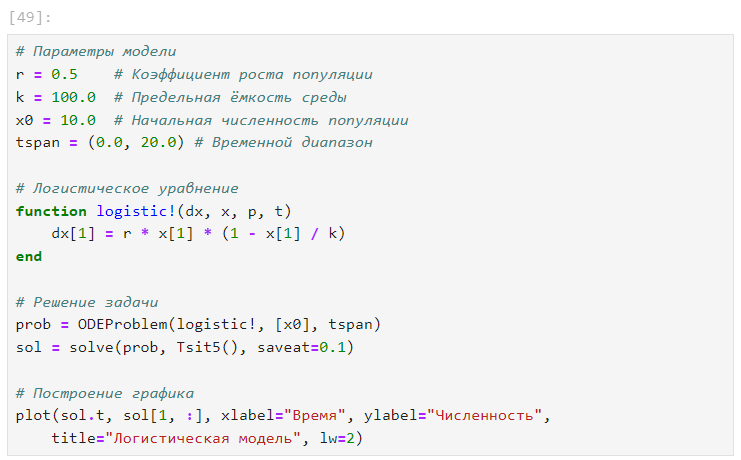 [49]:
# Параметры модели
r = 0.5    # Коэффициент роста популяции
k = 100.0  # Предельная ёмкость среды
x0 = 10.0  # Начальная численность популяции
tspan = (0.0, 20.0) # Временной диапазон
# Логистическое уравнение
function logistic!(dx, x, p, t)
    dx[1] = r * x[1] * (1 - x[1] / k)
end
# Решение задачи
prob = ODEProblem(logistic!, [x0], tspan)
sol = solve(prob, Tsit5(), saveat=0.1)
# Построение графика
plot(sol.t, sol[1, :], xlabel="Время", ylabel="Численность",
    title="Логистическая модель", lw=2)